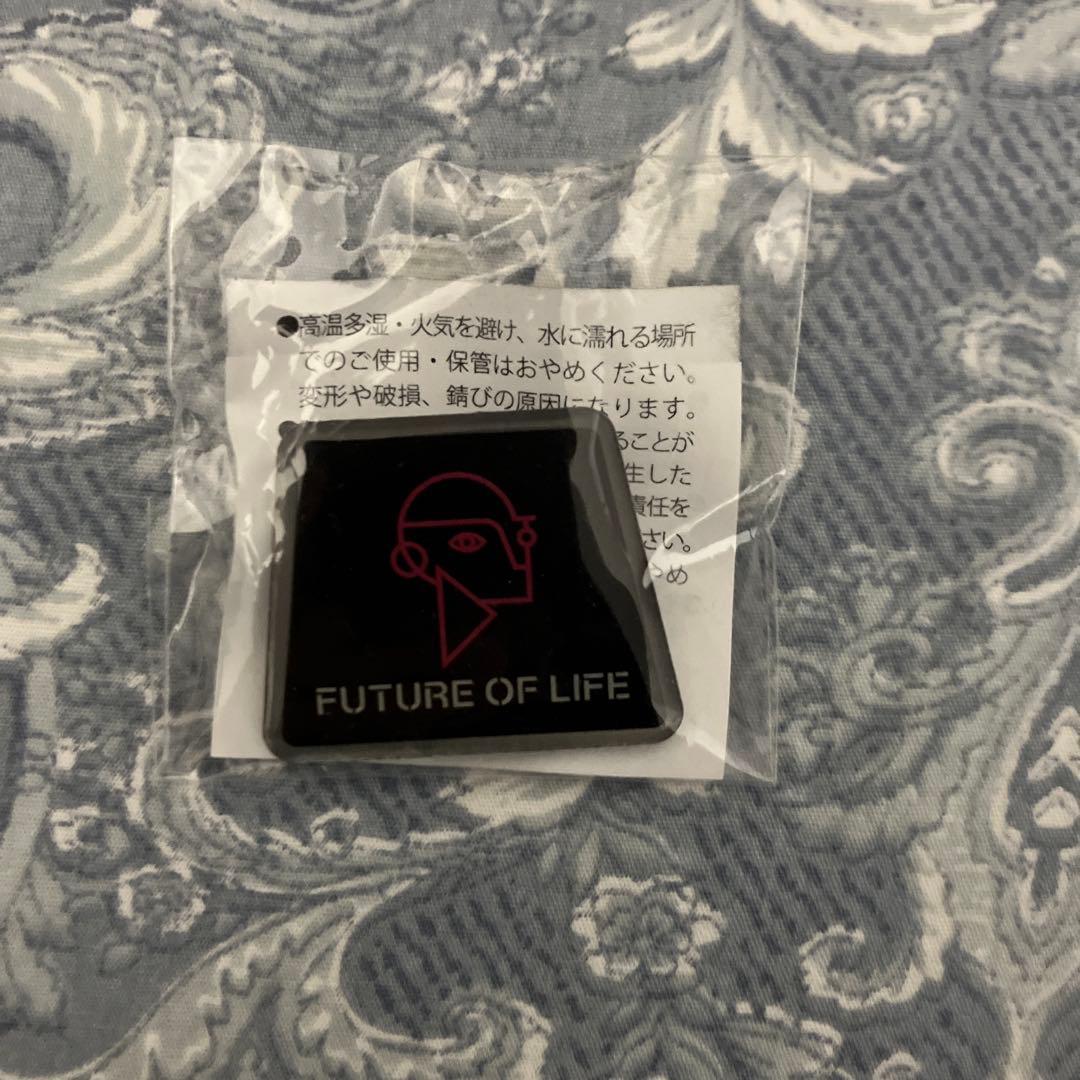 ●高温多湿・火気を避け、水に濡れる場所
でのご使用・保管はおやめください。
変形や破損、錆びの原因になります。
ることが
生した
責任を
さい。
やめ
FUTURE OF LIFE